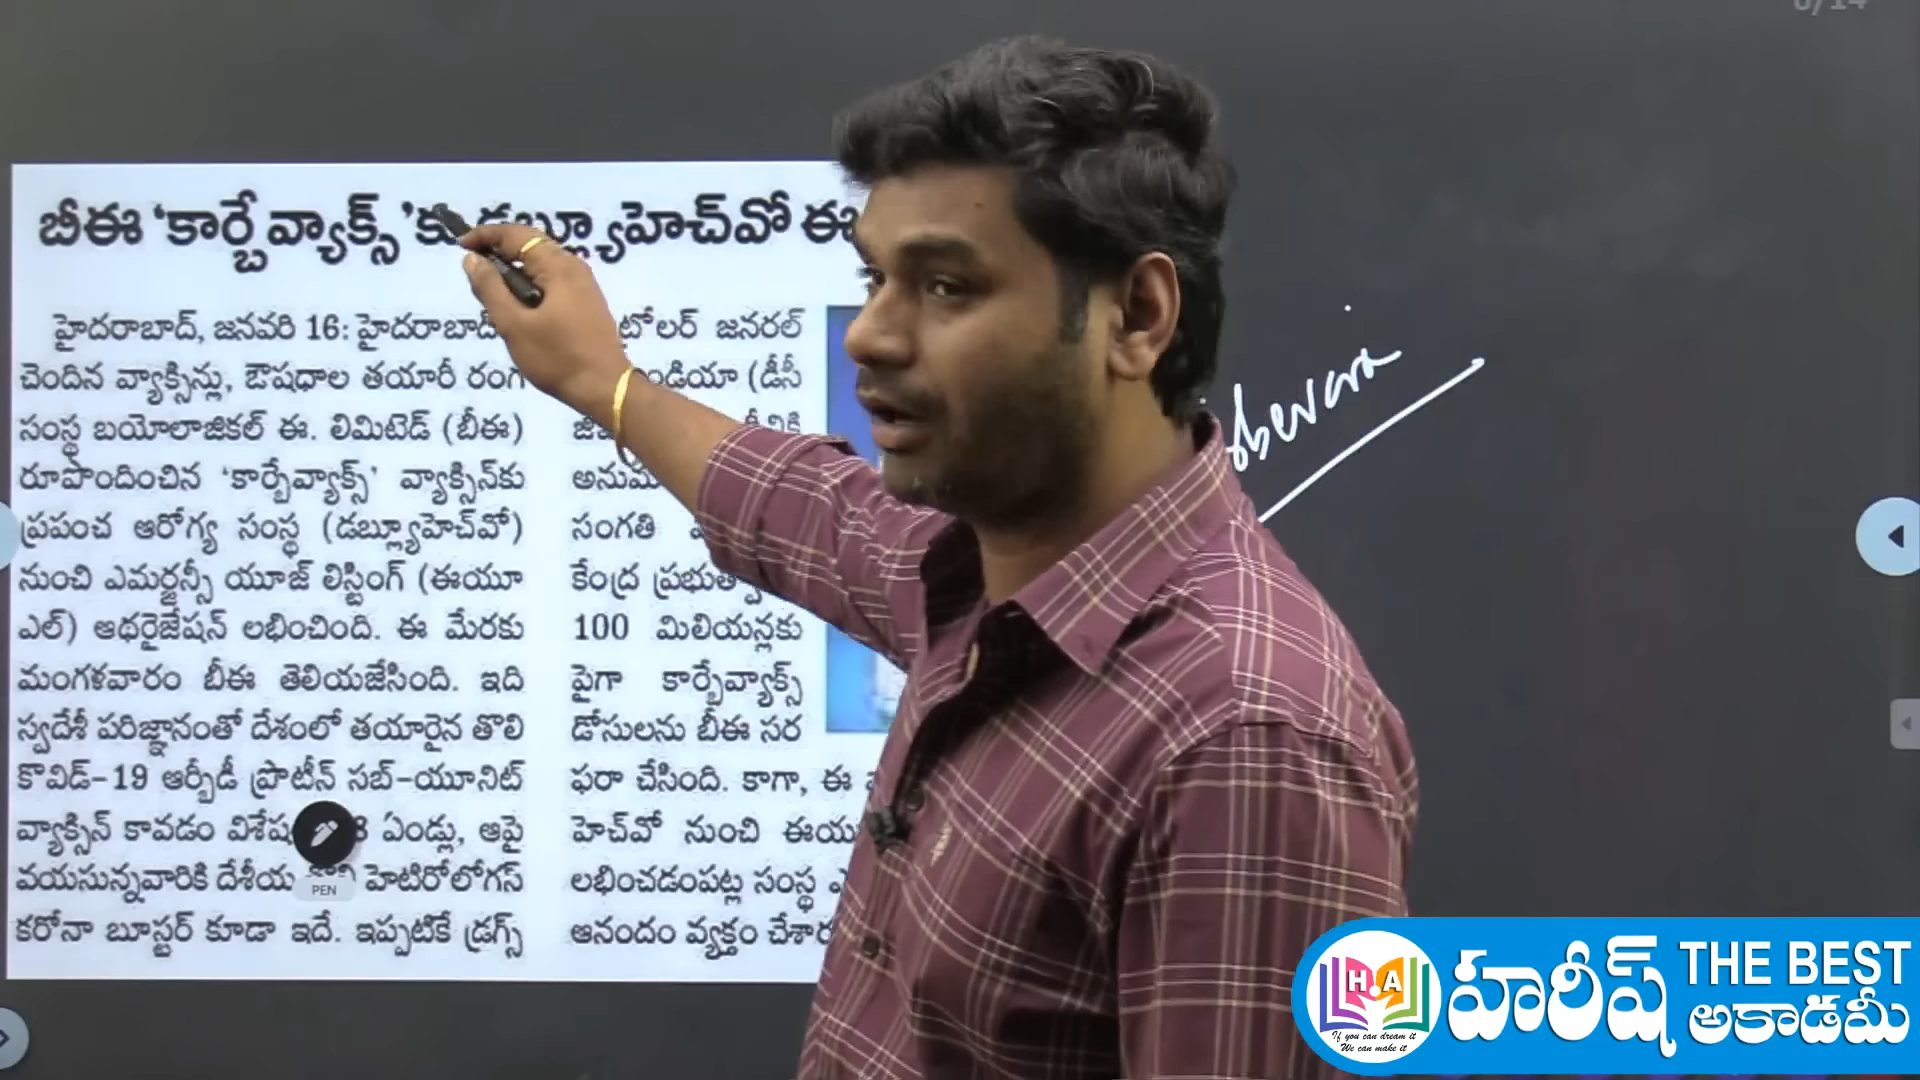 6/14
బీఈ ‘కార్బేవ్యాక్స్ ’కు డబ్ల్యూహెచ్‌వో ఈ
హైదరాబాద్, జనవరి 16: హైదరాబాద్
చెందిన వ్యాక్సిన్లు, ఔషధాల తయారీ రంగ
సంస్థ బయోలాజికల్ ఈ. లిమిటెడ్ (బీఈ)
రూపొందించిన ‘కార్బేవ్యాక్స్’ వ్యాక్సిన్‌కు
ప్రపంచ ఆరోగ్య సంస్థ (డబ్ల్యూహెచ్‌వో)
నుంచి ఎమర్జన్సీ యూజ్ లిస్టింగ్ (ఈయూ
ఎల్) ఆథరైజేషన్ లభించింది. ఈ మేరకు
మంగళవారం బీఈ తెలియజేసింది. ఇది
స్వదేశీ పరిజ్ఞానంతో దేశంలో తయారైన తొలి
కొవిడ్-19 ఆర్బీడీ ప్రొటీన్ సబ్-యూనిట్
వ్యాక్సిన్ కావడం విశేష 8 ఏండ్లు, ఆపై
వయసున్నవారికి దేశీయ హెటిరోలోగస్
కరోనా బూస్టర్ కూడా ఇదే. ఇప్పటికే డ్రగ్స్
ట్రోలర్ జనరల్
ఇండియా (డీసీ
అనుమ
సంగతి
కేంద్ర ప్రభుత్వ
100 మిలియన్లకు
పైగా కార్బేవ్యాక్స్
డోసులను బీఈ సర
ఫరా చేసింది. కాగా, ఈ
హెచ్‌వో నుంచి ఈయు
లభించడంపట్ల సంస్థ ఎ
ఆనందం వ్యక్తం చేశార
PEN
H.A
If you can dream it
We can make it
హరీష్
THE BEST
అకాడమీ